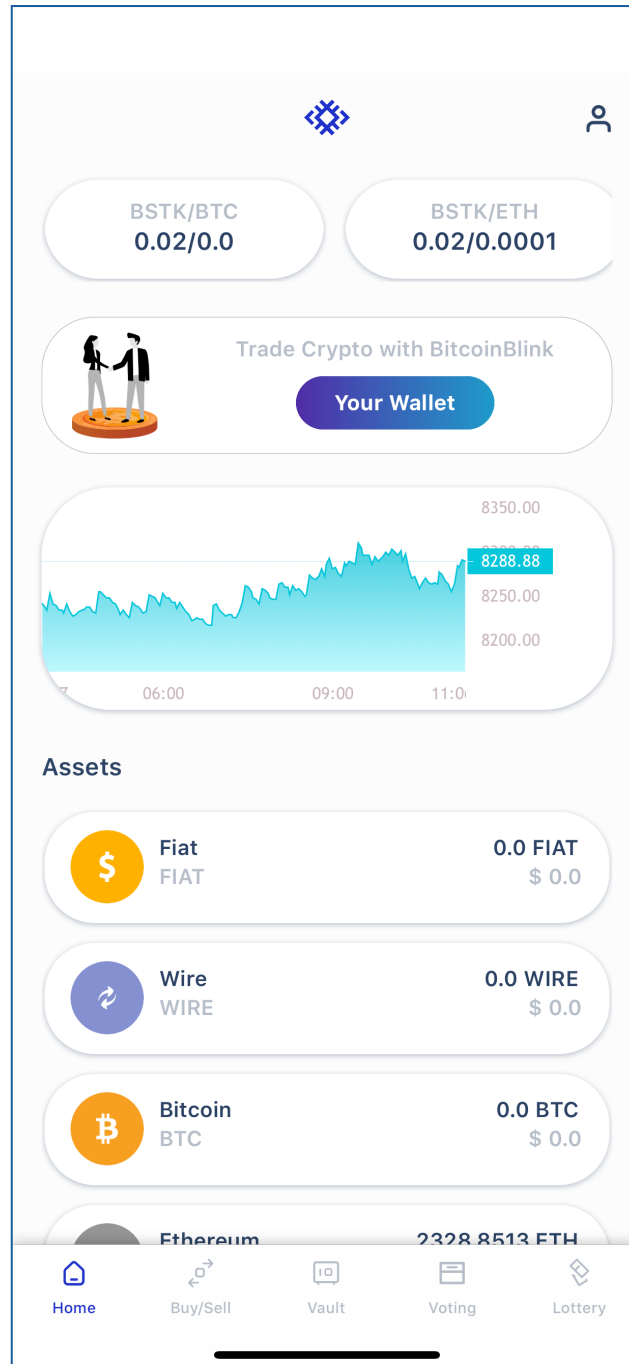 BSTK/BTC
0.02/0.0
BSTK/ETH
0.02/0.0001
Trade Crypto with BitcoinBlink
Your Wallet
8350.00
8288.88
8250.00
8200.00
06:00
09:00
Assets
Fiat
0.0 FIAT
FIAT
$ 0.0
Wire
0.0 WIRE
WIRE
$ 0.0
Bitcoin
0.0 BTC
BTC
$ 0.0
Ethereum
2328.8513 ETH
Home
Buy/Sell
Vault
Voting
Lottery